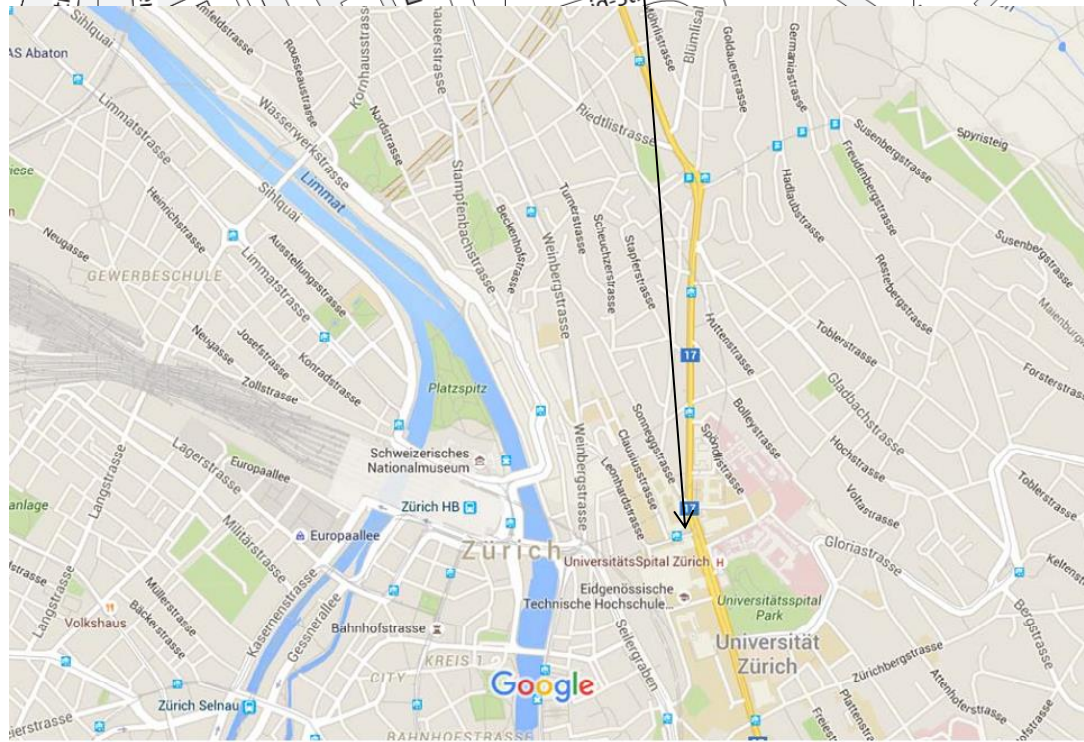 Sihlquai
AS Abaton
Limmatstrasse
Rousseaustrasse
Kornhausstrasse
Nordstrasse
Wasserwerkstrasse
Limmat
Stampfenbachstrasse
Beckenhofstrasse
Weinbergstrasse
Turnerstrasse
Scheuchzerstrasse
Stapferstrasse
Riedtlistrasse
Goldauerstrasse
Germaniastrasse
Susenbergstrasse
Spyristeig
Freudenbergstrasse
Hadlaubstrasse
Susenbergstrasse
Restelbergstrasse
Heinrichstrasse
Sihlquai
Neugasse
Ausstellungsstrasse
GEWERBESCHULE
Limmatstrasse
Neugasse
Josefstrasse
Konradstrasse
Zollstrasse
17
Huttenstrasse
Toblerstrasse
Gladbachstrasse
Platzspitz
Weinbergstrasse
Sonneggstrasse
Clausiusstrasse
Leonhardstrasse
Spöndlistrasse
Bolleystrasse
Hochstrasse
Voltastrasse
Toblerstrasse
Lagerstrasse
Langstrasse
Europaallee
Schweizerisches
Nationalmuseum
Zürich HB
Europaallee
Zürich
Militärstrasse
UniversitätsSpital Zürich
Gloriastrasse
Eidgenössische
Technische Hochschule...
Universitätsspital
Park
Bergstrasse
Langstrasse
Volkshaus
Müllerstrasse
Bäckerstrasse
Kasernenstrasse
Gessnerallee
Bahnhofstrasse
Seilergraben
Universität
Zürich
Zürichbergstrasse
KREIS 1
CITY
Google
Zürich Selnau
Attenhoferstrasse
BAHNHOFSTRASSE